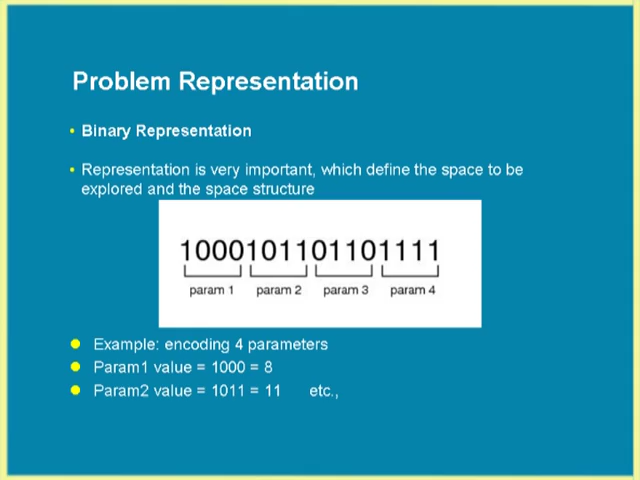 Problem Representation
• Binary Representation
• Representation is very important, which define the space to be
explored and the space structure
1000101101101111
param 1 param 2 param 3 param 4
Example: encoding 4 parameters
Param1 value = 1000 = 8
Param2 value = 1011 = 11 etc.,